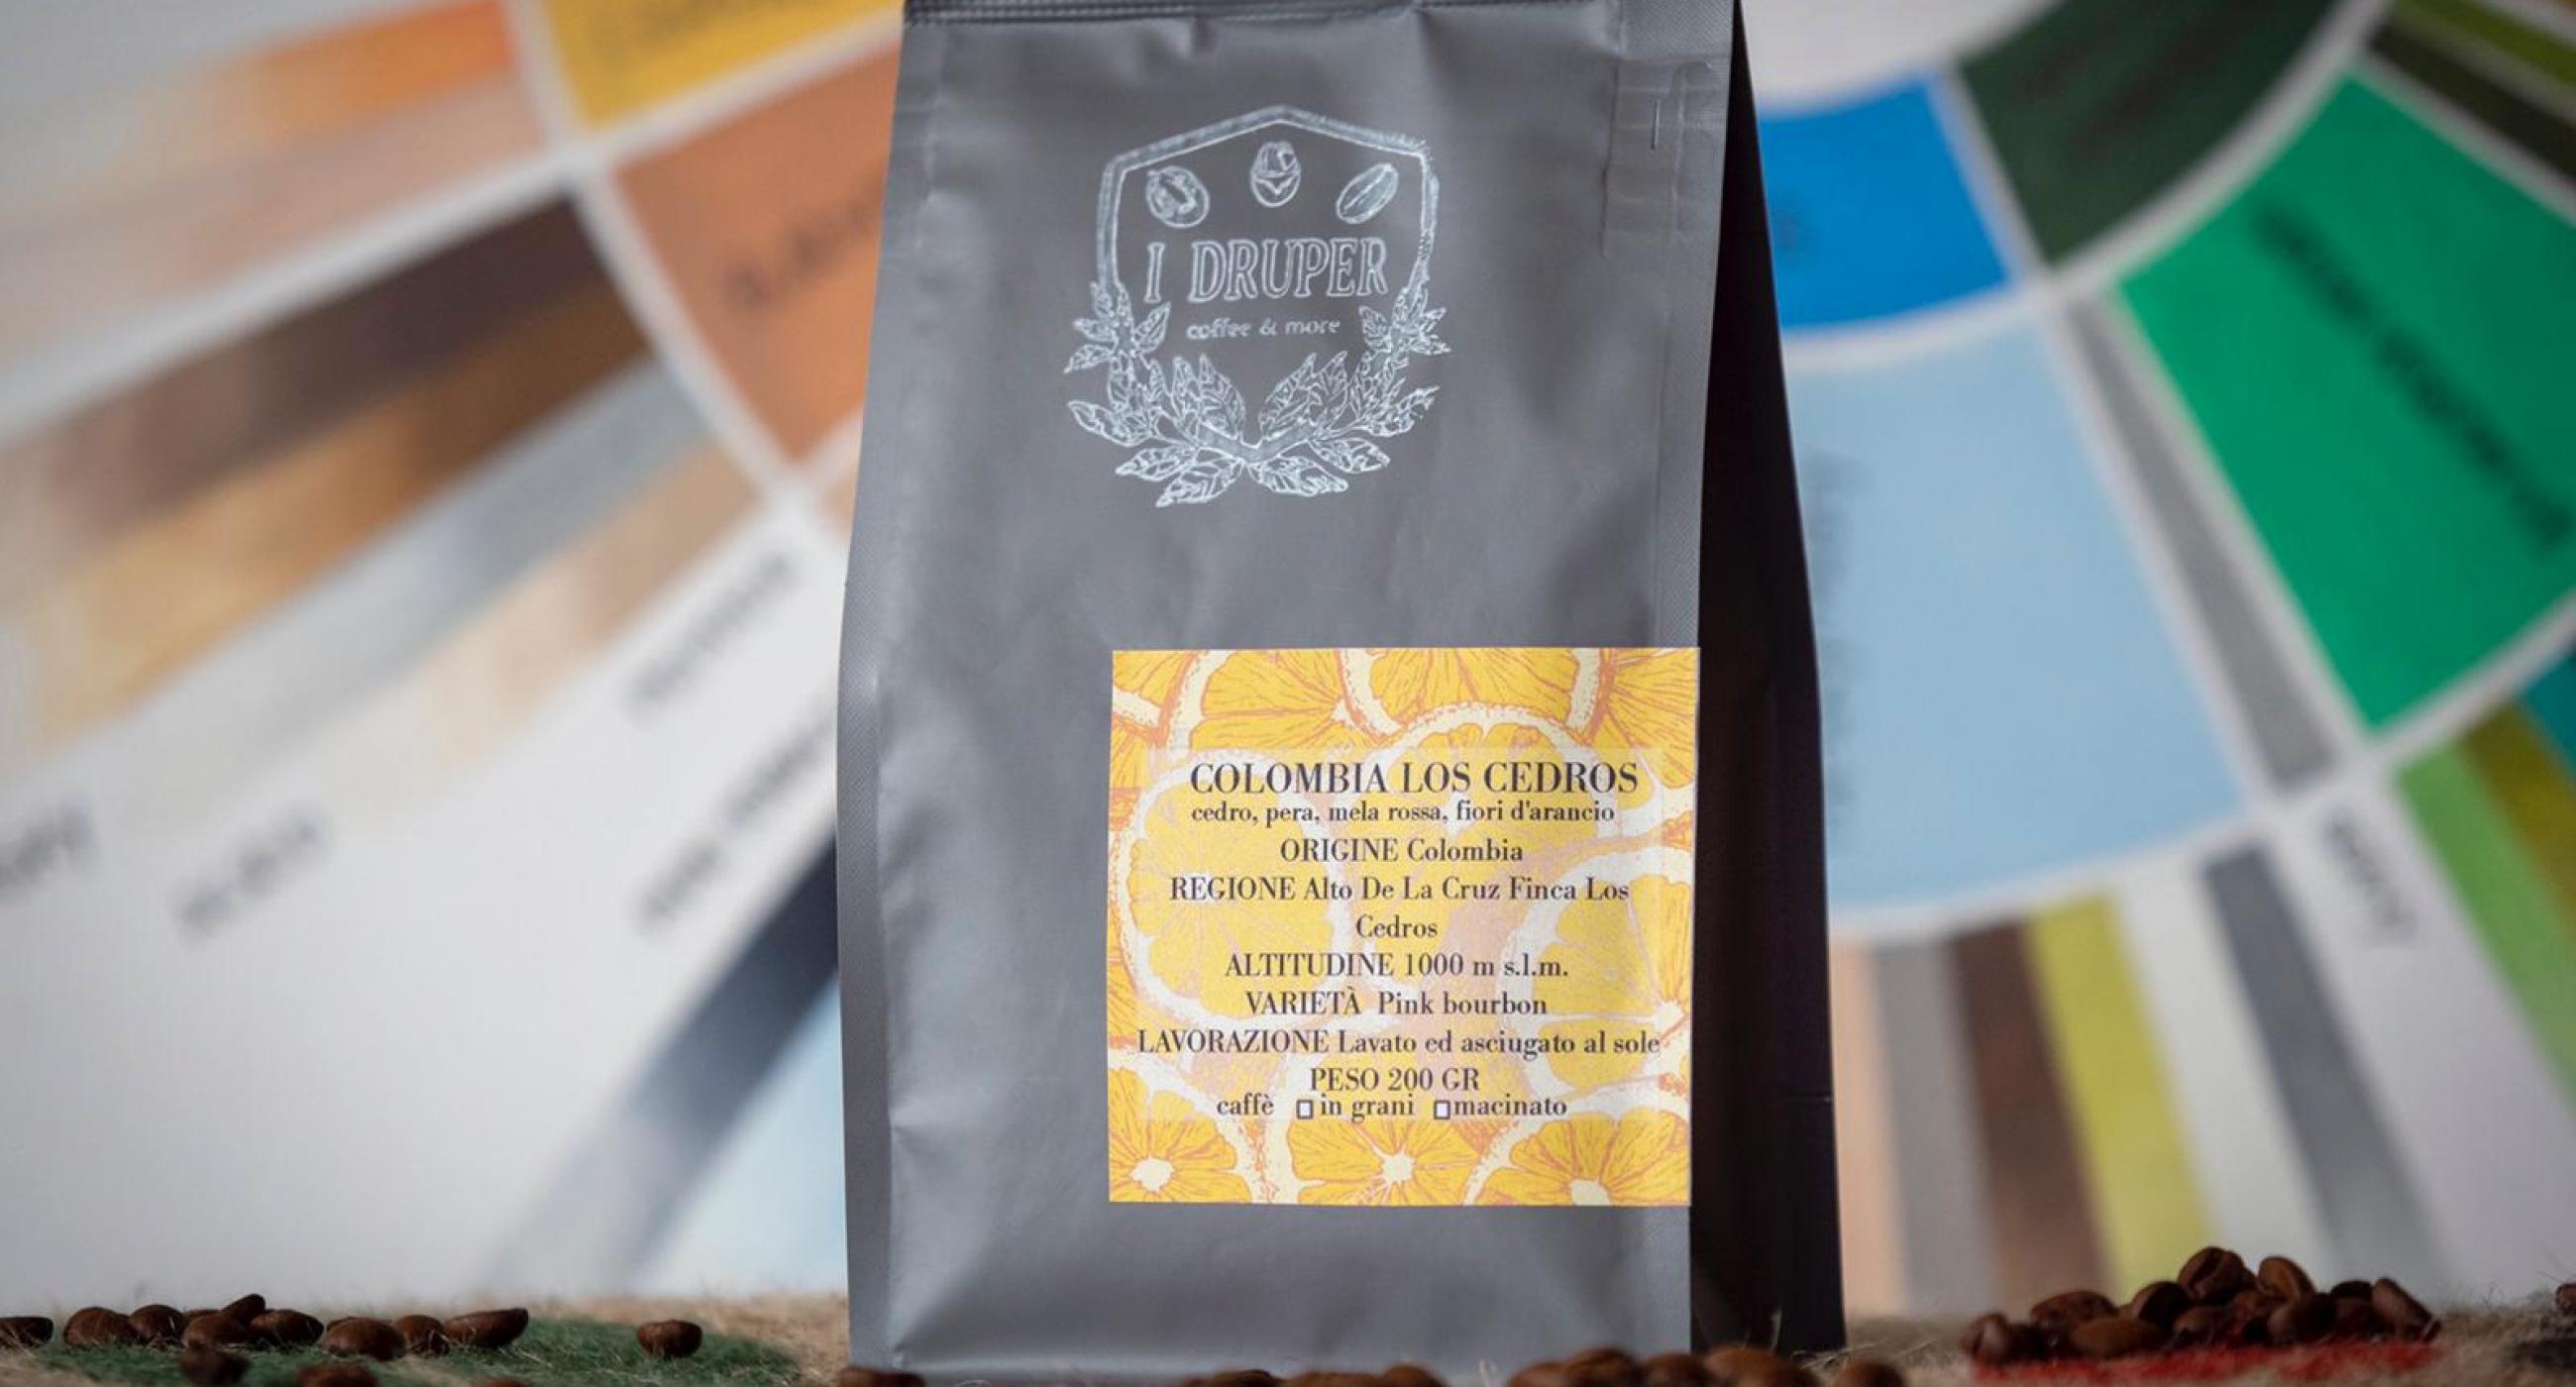 I DRUPER
coffee & more
COLOMBIA LOS CEDROS
cedro, pera, mela rossa, fiori d'arancio
ORIGINE Colombia
REGIONE Alto De La Cruz Finca Los
Cedros
ALTITUDINE 1000 m s.l.m.
VARIETÀ Pink bourbon
LAVORAZIONE Lavato ed asciugato al sole
PESO 200 GR
caffè □ in grani □ macinato